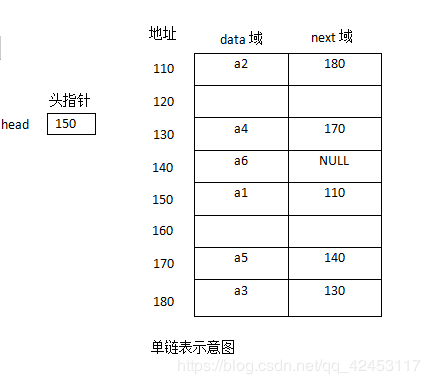 地址 data 域 next 域
110 a2 180
头指针 120
head 150 130 a4 170
140 a6 NULL
150 a1 110
160
170 a5 140
180 a3 130
单链表示意图
https://blog.csdn.net/qq_42453117